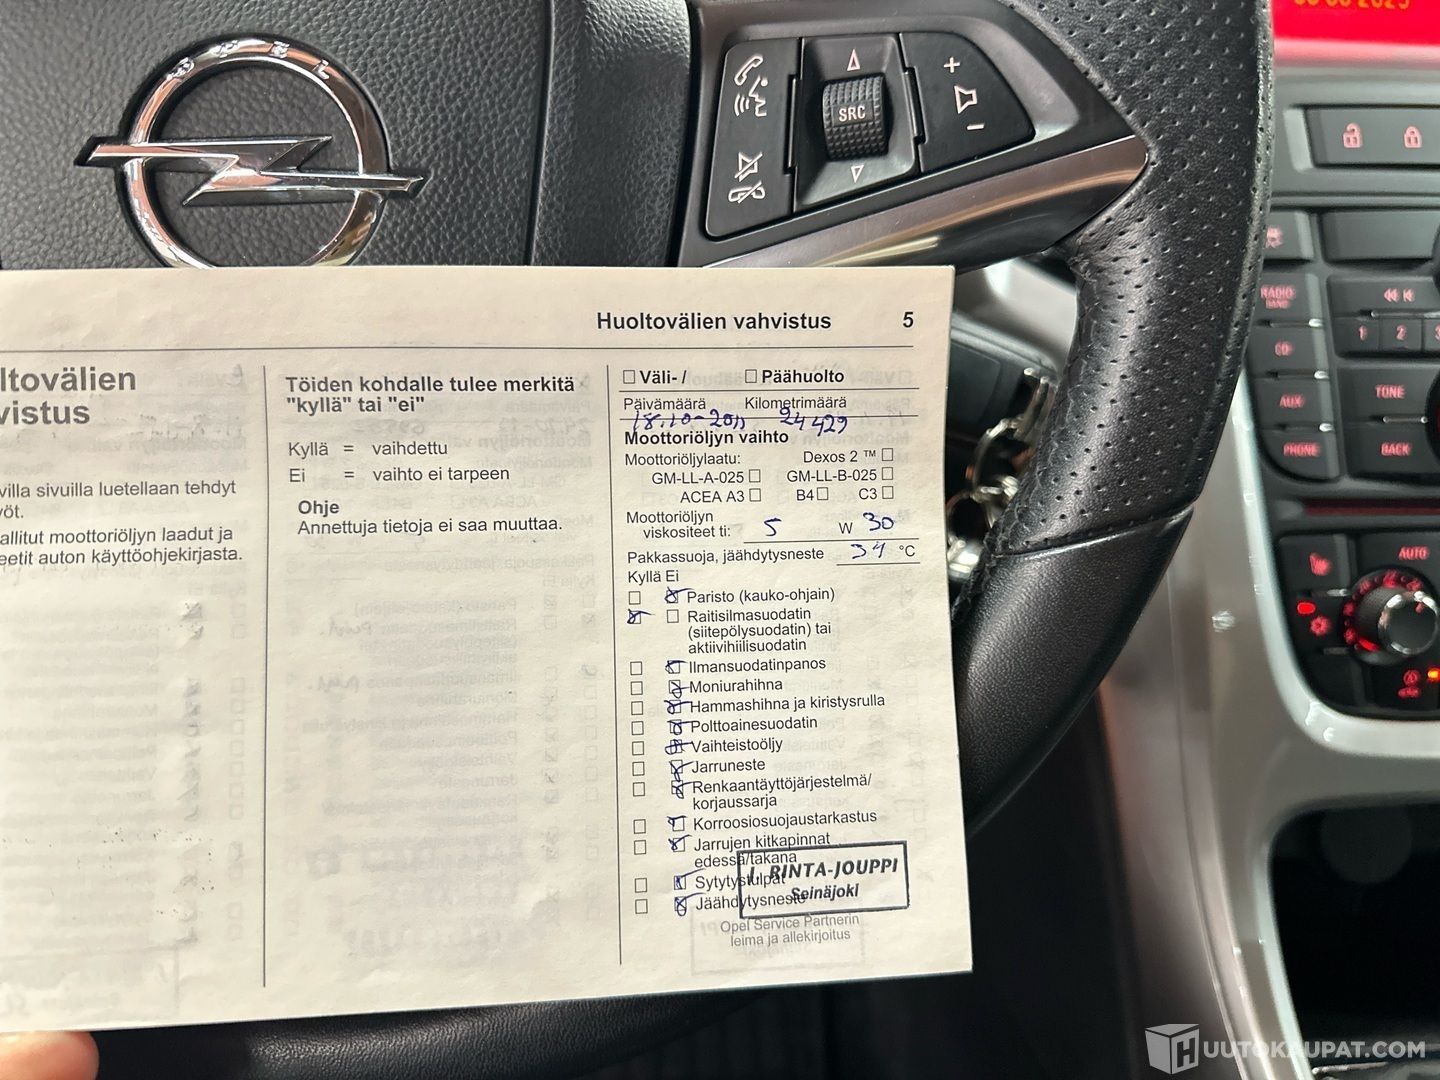 OPEL
SRC
+
-
RADIO
BAND
CD
AUX
PHONE
1 2 3
TONE
BACK
AUTO
Huoltovälien vahvistus 5
ltovälien
vistus
villa sivuilla luetellaan tehdyt
yöt.
allitut moottoriöljyn laadut ja
eetit auton käyttöohjekirjasta.
Töiden kohdalle tulee merkitä
"kyllä" tai "ei"
Kyllä = vaihdettu
Ei = vaihto ei tarpeen
Ohje
Annettuja tietoja ei saa muuttaa.
Väli- / Päähuolto
Päivämäärä Kilometrimäärä
18.10-2011 24429
Moottoriöljyn vaihto
Moottoriöljylaatu: Dexos 2 ™
GM-LL-A-025 GM-LL-B-025
ACEA A3 B4 C3
Moottoriöljyn
viskositeet ti: 5 W 30
Pakkassuoja, jäähdytysneste 34 °C
Kyllä Ei
Paristo (kauko-ohjain)
Raitisilmasuodatin
(siitepölysuodatin) tai
aktiivihiilisuodatin
Ilmansuodatinpanos
Moniurahihna
Hammashihna ja kiristysrulla
Polttoainesuodatin
Vaihteistoöljy
Jarruneste
Renkaantäyttöjärjestelmä/
korjaussarja
Korroosiosuojaustarkastus
Jarrujen kitkapinnat
edessä/takana
Sytytystulpat
Jäähdytysneste
J. RINTA-JOUPPI
Seinäjoki
Opel Service Partnerin
leima ja allekirjoitus
HUUTOKAUPAT.COM